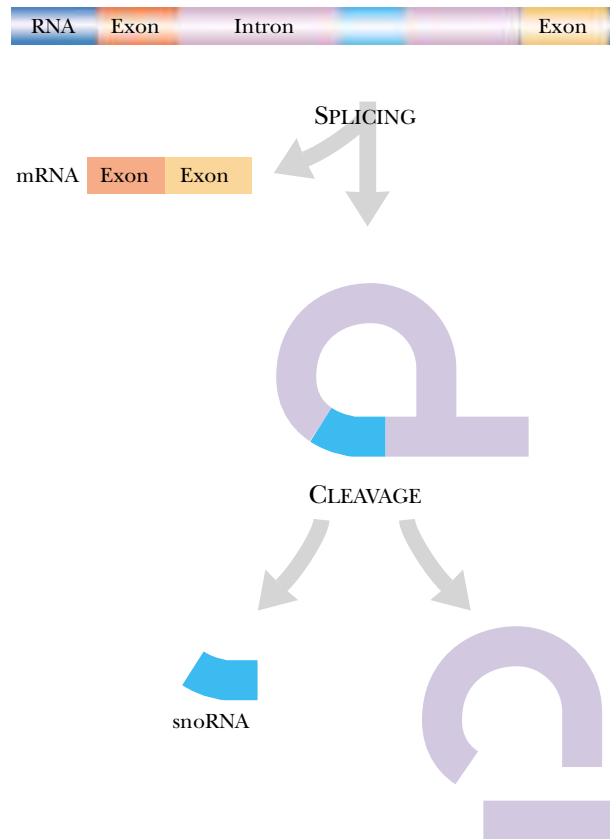 RNA Exon Intron Exon
SPLICING
mRNA Exon Exon
CLEAVAGE
snoRNA